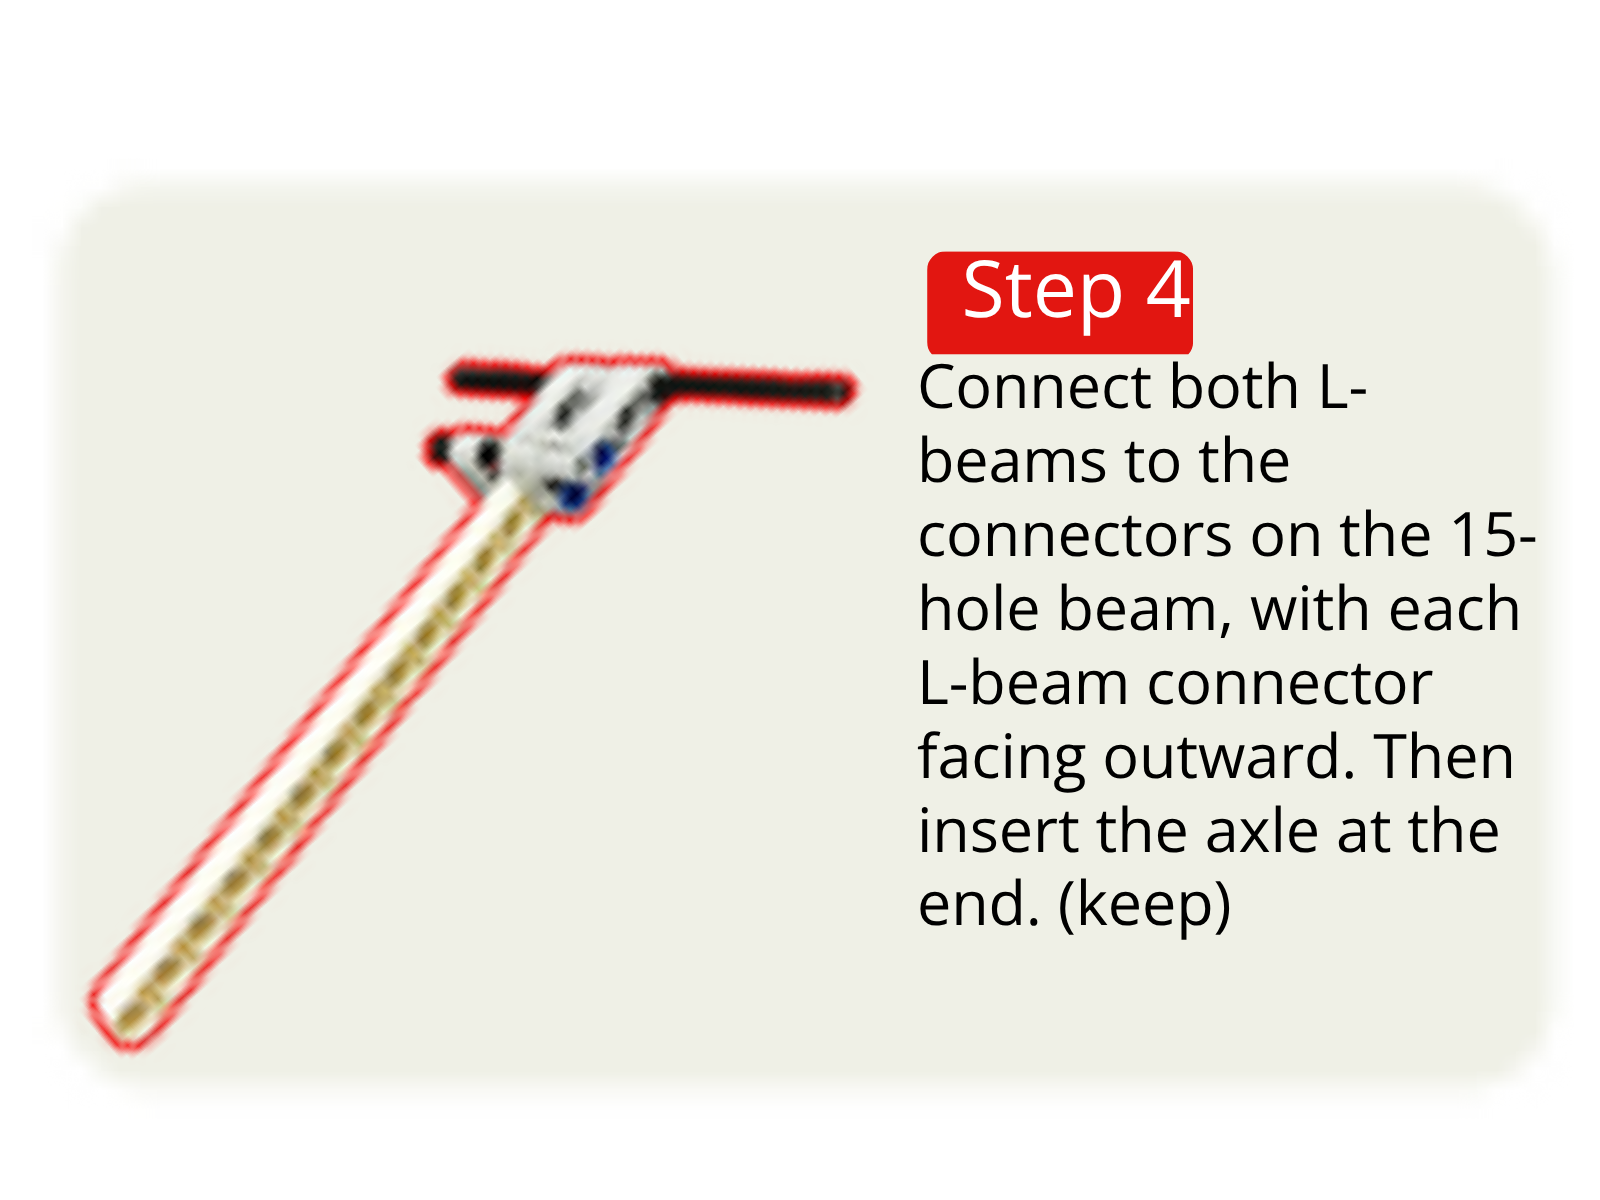 Step 4
Connect both L-
beams to the
connectors on the 15-
hole beam, with each
L-beam connector
facing outward. Then
insert the axle at the
end. (keep)